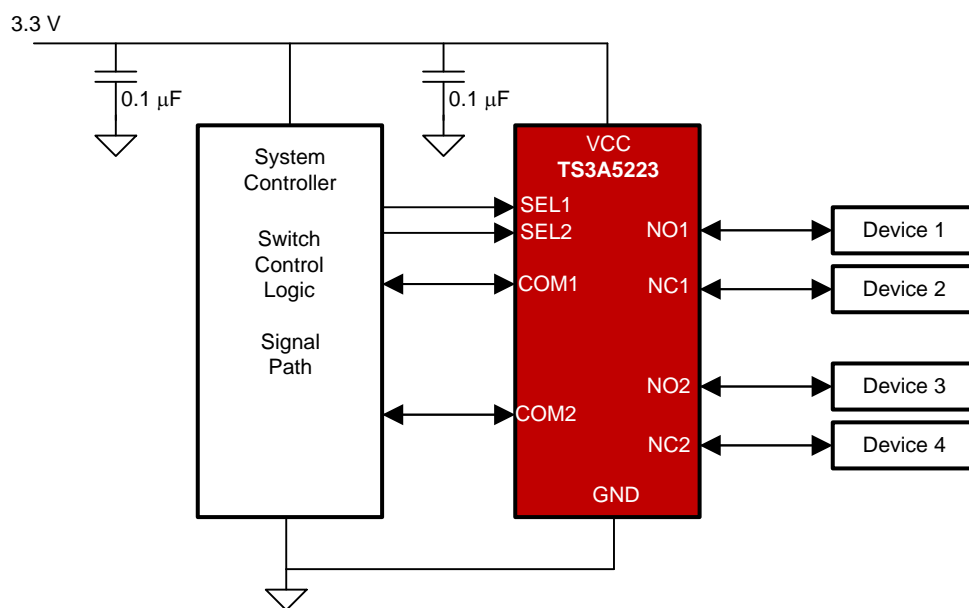 3.3 V
0.1 μF
0.1 μF
System
Controller
Switch
Control
Logic
Signal
Path
VCC
TS3A5223
SEL1
SEL2
COM1
COM2
NO1
NC1
NO2
NC2
GND
Device 1
Device 2
Device 3
Device 4